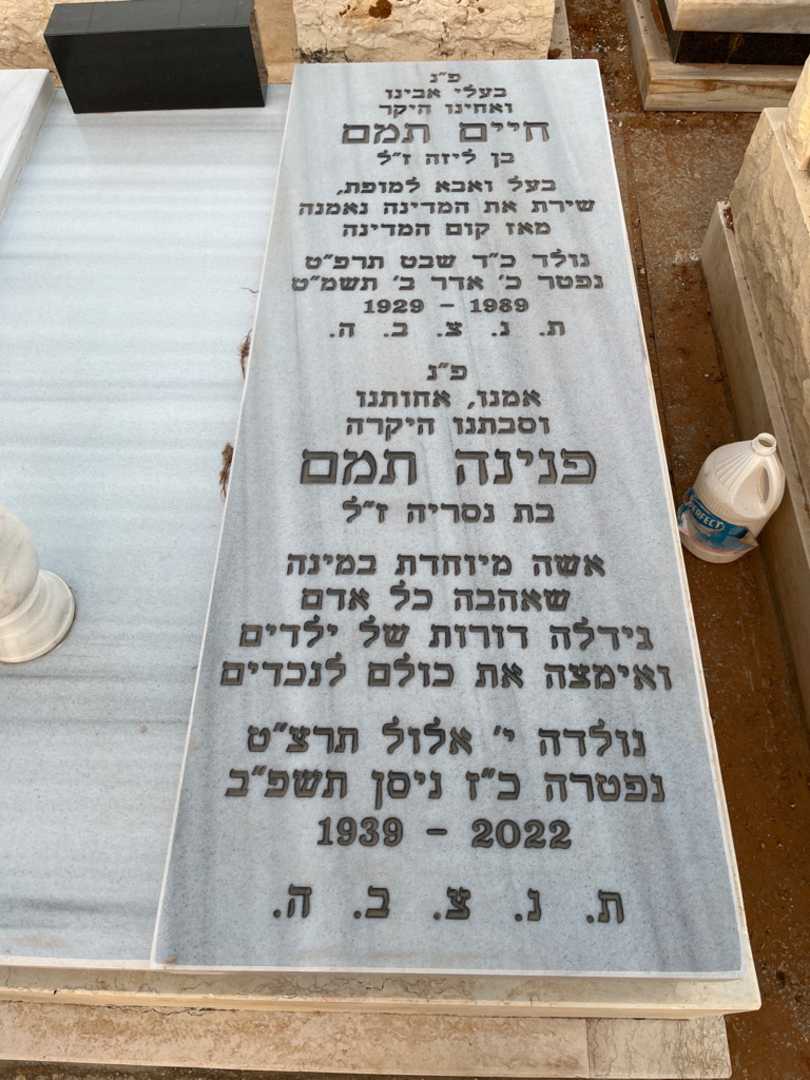 פ״נ
בעלי אבינו
ואחינו היקר
חיים תמם
בן ליזה ז״ל
בעל ואבא למופת,
שירת את המדינה נאמנה
מאז קום המדינה
נולד כ״ד שבט תרפ״ט
נפטר כ׳ אדר ב׳ תשמ״ט
1929 - 1989
ת. נ. צ. ב. ה.
פ״נ
אמנו, אחותנו
וסבתנו היקרה
פנינה תמם
בת נסריה ז״ל
אשה מיוחדת במינה
שאהבה כל אדם
גידלה דורות של ילדים
ואימצה את כולם לנכדים
נולדה י׳ אלול תרצ״ט
נפטרה כ״ז ניסן תשפ״ב
1939 - 2022
ת. נ. צ. ב. ה.
PERFECT